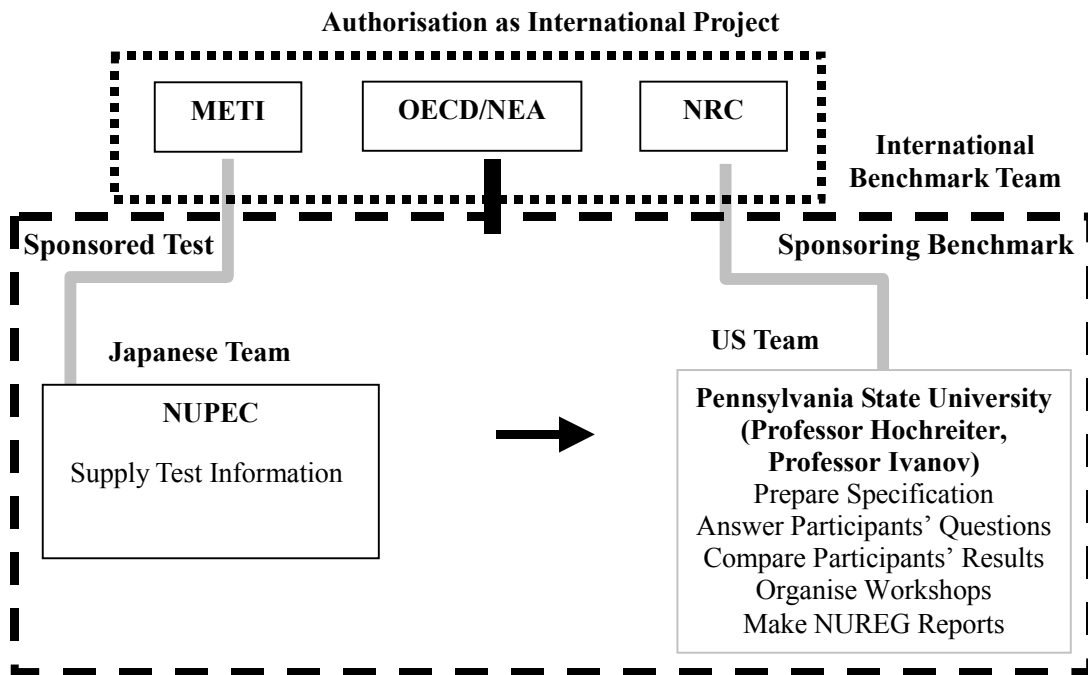 Authorisation as International Project
METI
OECD/NEA
NRC
International
Benchmark Team
Sponsored Test
Sponsoring Benchmark
Japanese Team
US Team
NUPEC
Supply Test Information
Pennsylvania State University
(Professor Hochreiter,
Professor Ivanov)
Prepare Specification
Answer Participants’ Questions
Compare Participants’ Results
Organise Workshops
Make NUREG Reports